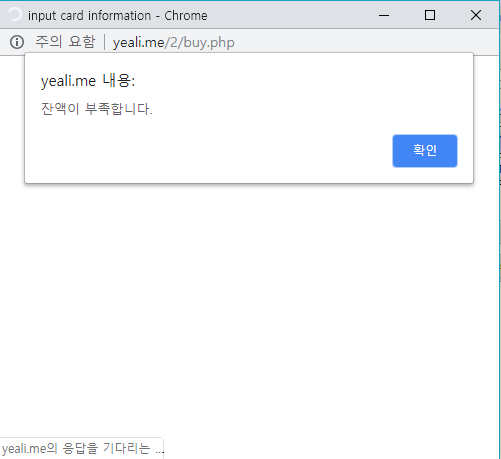 input card information - Chrome
주의 요함 | yeali.me/2/buy.php
yeali.me 내용:
잔액이 부족합니다.
확인
yeali.me의 응답을 기다리는 ...